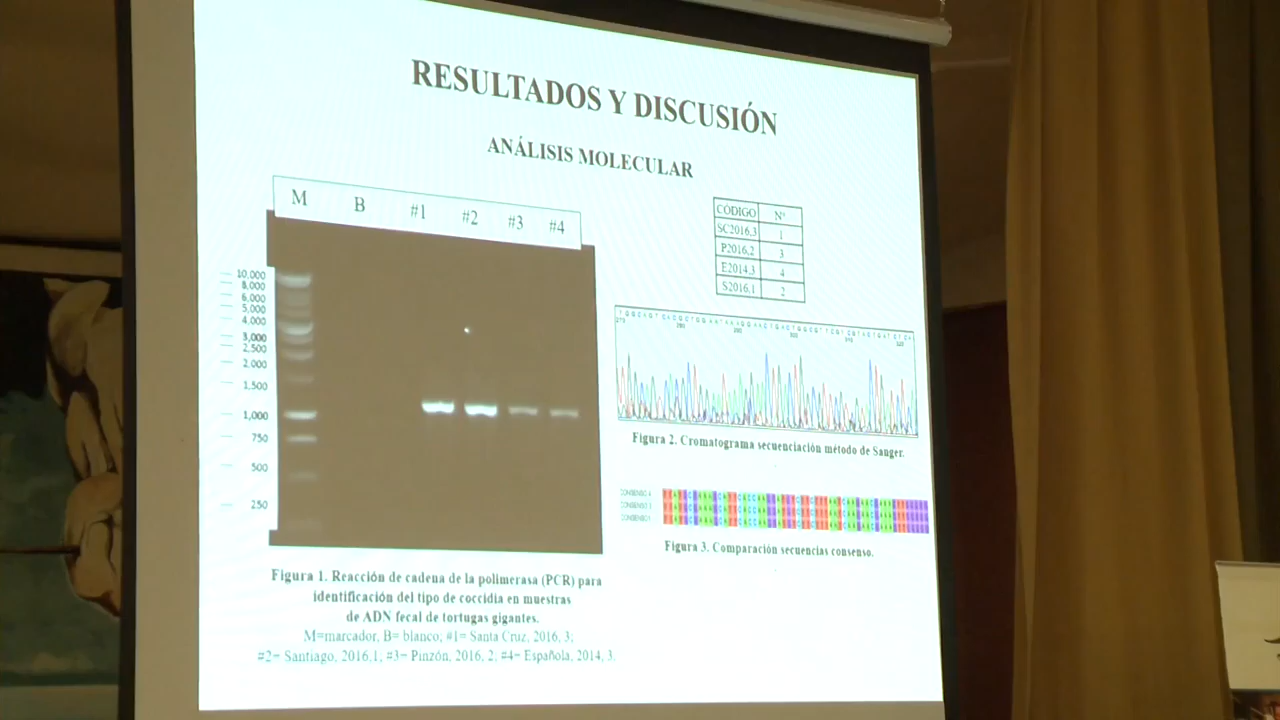 RESULTADOS Y DISCUSIÓN
ANÁLISIS MOLECULAR
M B #1 #2 #3 #4
10,000
8,000
6,000
5,000
4,000
3,000
2,500
2,000
1,500
1,000
750
500
250
CÓDIGO Nº
SC2016,3 1
P2016,2 3
E2014,3 4
S2016,1 2
Figura 2. Cromatograma secuenciación método de Sanger.
Figura 3. Comparación secuencias consenso.
Figura 1. Reacción de cadena de la polimerasa (PCR) para
identificación del tipo de coccidia en muestras
de ADN fecal de tortugas gigantes.
M=marcador, B= blanco; #1= Santa Cruz, 2016, 3;
#2= Santiago, 2016,1; #3= Pinzón, 2016, 2; #4= Española, 2014, 3.